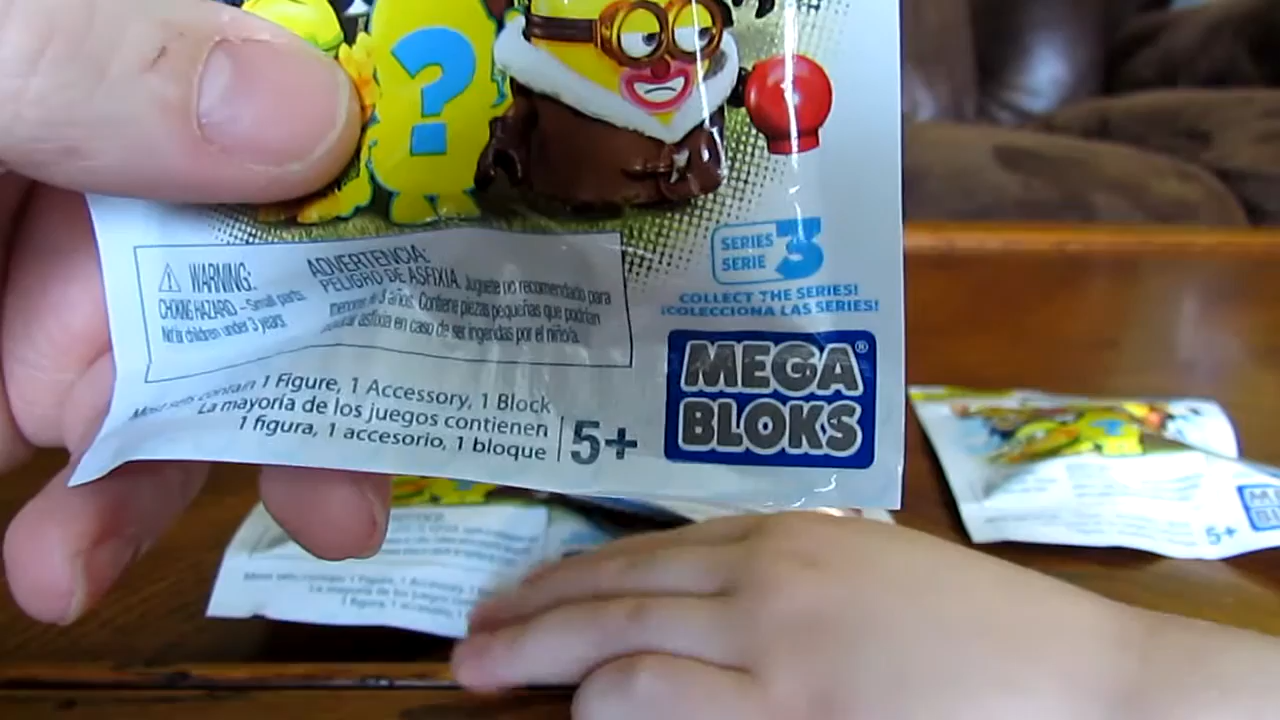 ?
SERIES 3
SERIE
COLLECT THE SERIES!
¡COLECCIONA LAS SERIES!
MEGA
BLOKS
®
WARNING:
CHOKING HAZARD - Small parts.
Not for children under 3 years.
ADVERTENCIA:
PELIGRO DE ASFIXIA. Juguete no recomendado para
menores de 3 años. Contiene piezas pequeñas que podrían
causar asfixia en caso de ser ingeridas por el niño/a.
Most sets contain 1 Figure, 1 Accessory, 1 Block
La mayoría de los juegos contienen
1 figura, 1 accesorio, 1 bloque
5+
5+